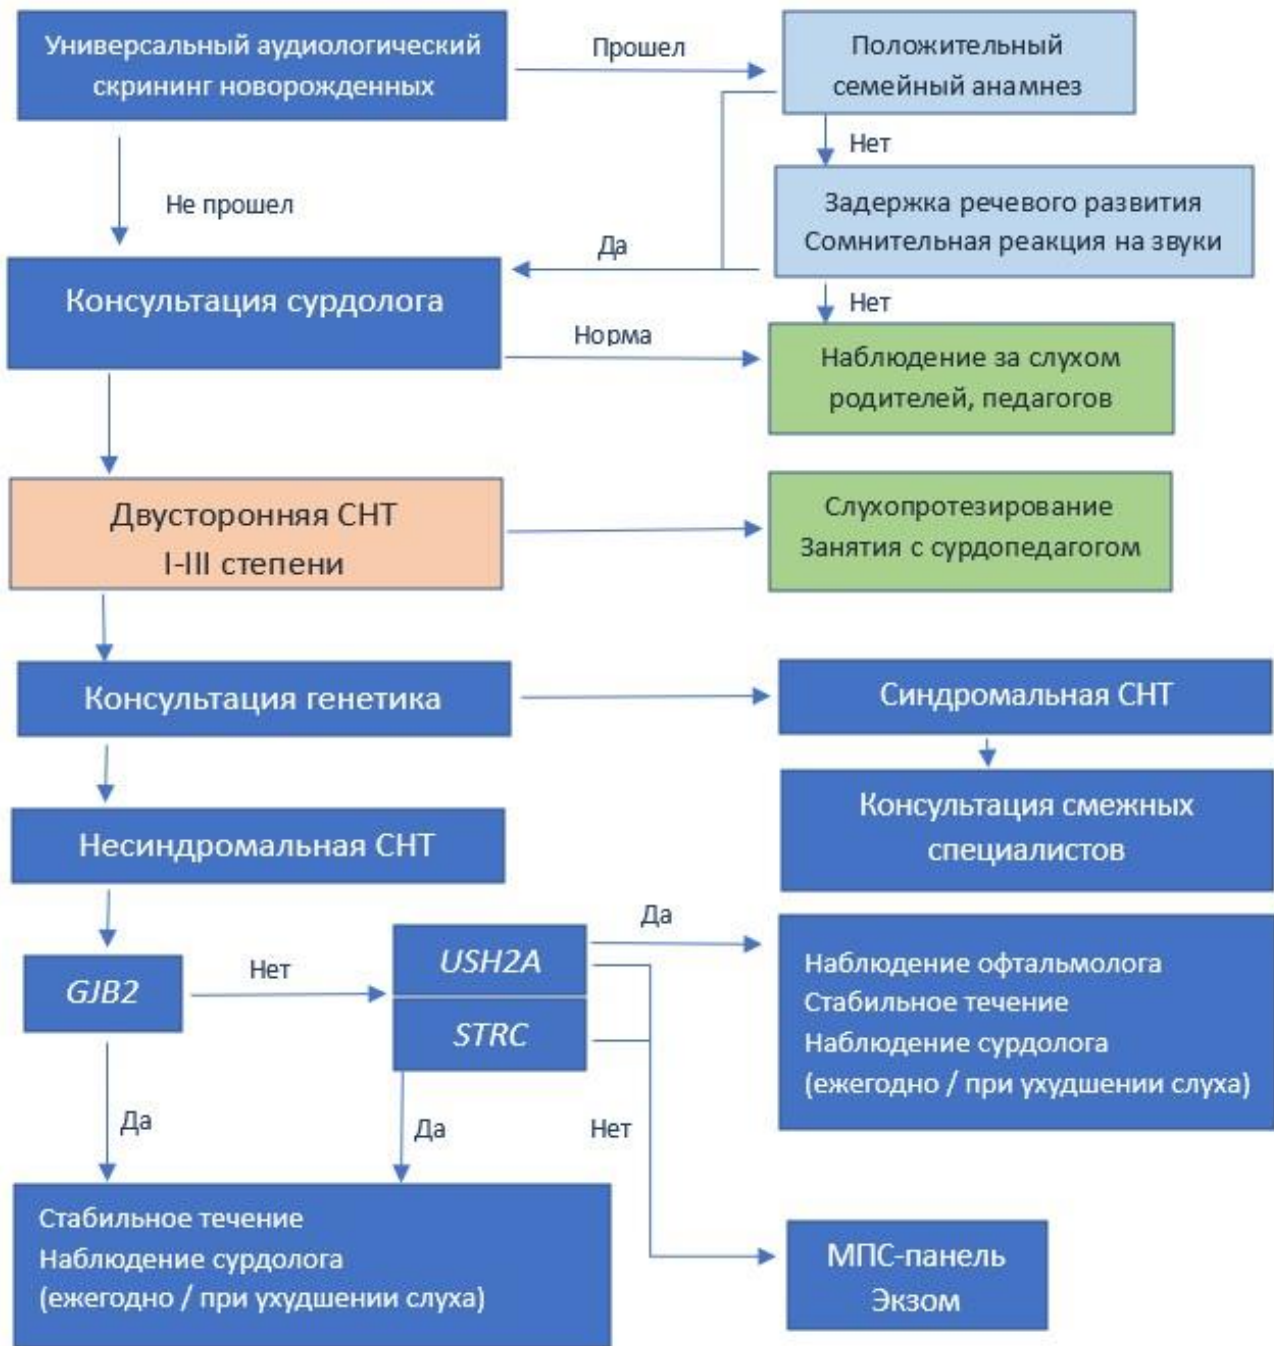 Универсальный аудиологический
скрининг новорожденных
Прошел
Положительный
семейный анамнез
Нет
Не прошел
Задержка речевого развития
Сомнительная реакция на звуки
Да
Консультация сурдолога
Нет
Норма
Наблюдение за слухом
родителей, педагогов
Двусторонняя СНТ
I-III степени
Слухопротезирование
Занятия с сурдопедагогом
Консультация генетика
Синдромальная СНТ
Несиндромальная СНТ
Консультация смежных
специалистов
GJB2
Нет
USH2A
STRC
Да
Наблюдение офтальмолога
Стабильное течение
Наблюдение сурдолога
(ежегодно / при ухудшении слуха)
Да
Да
Нет
Стабильное течение
Наблюдение сурдолога
(ежегодно / при ухудшении слуха)
МПС-панель
Экзом